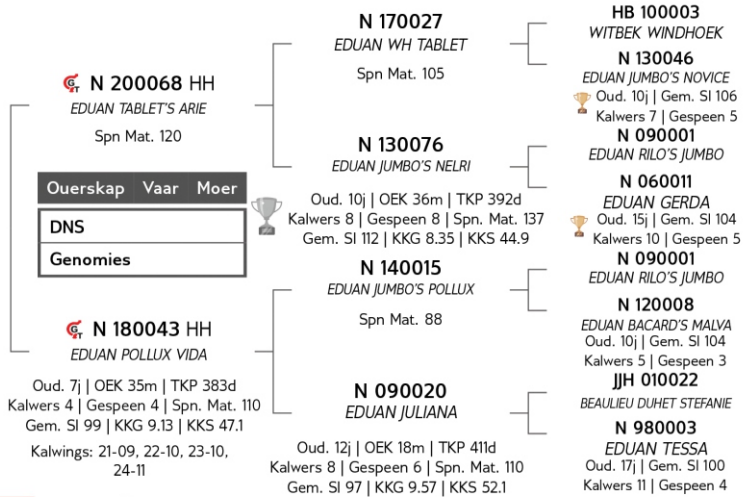 GT N 200068 HH
EDUAN TABLET'S ARIE
Spn Mat. 120
Ouerskap Vaar Moer
DNS
Genomies
GT N 180043 HH
EDUAN POLLUX VIDA
Oud. 7j | OEK 35m | TKP 383d
Kalwers 4 | Gespeen 4 | Spn. Mat. 110
Gem. SI 99 | KKG 9.13 | KKS 47.1
Kalwings: 21-09, 22-10, 23-10,
24-11
N 170027
EDUAN WH TABLET
Spn Mat. 105
N 130076
EDUAN JUMBO'S NELRI
Oud. 10j | OEK 36m | TKP 392d
Kalwers 8 | Gespeen 8 | Spn. Mat. 137
Gem. SI 112 | KKG 8.35 | KKS 44.9
N 140015
EDUAN JUMBO'S POLLUX
Spn Mat. 88
N 090020
EDUAN JULIANA
Oud. 12j | OEK 18m | TKP 411d
Kalwers 8 | Gespeen 6 | Spn. Mat. 110
Gem. SI 97 | KKG 9.57 | KKS 52.1
HB 100003
WITBEK WINDHOEK
N 130046
EDUAN JUMBO'S NOVICE
Oud. 10j | Gem. SI 106
Kalwers 7 | Gespeen 5
N 090001
EDUAN RILO'S JUMBO
N 060011
EDUAN GERDA
Oud. 15j | Gem. SI 104
Kalwers 10 | Gespeen 5
N 090001
EDUAN RILO'S JUMBO
N 120008
EDUAN BACARD'S MALVA
Oud. 10j | Gem. SI 104
Kalwers 5 | Gespeen 3
JJH 010022
BEAULIEU DUHET STEFANIE
N 980003
EDUAN TESSA
Oud. 17j | Gem. SI 100
Kalwers 11 | Gespeen 4